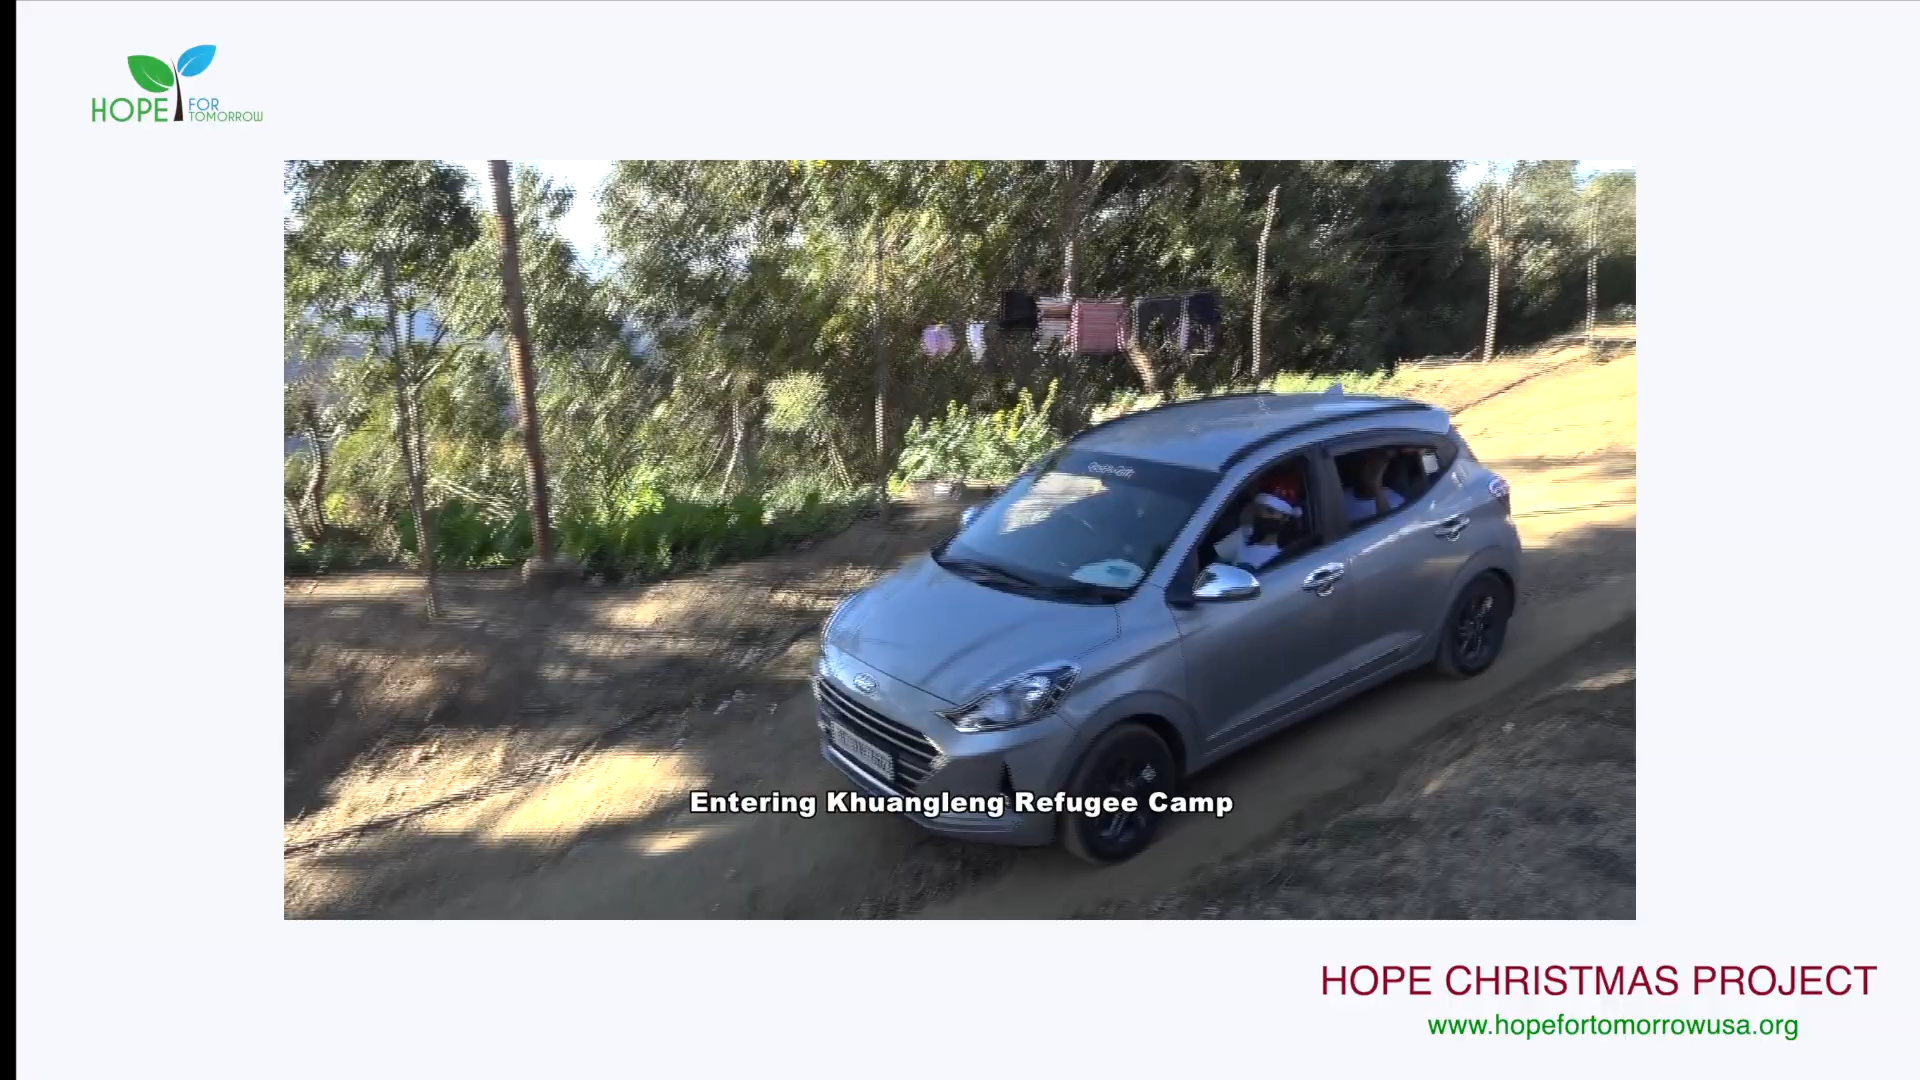 HOPE FOR
TOMORROW
Entering Khuangleng Refugee Camp
HOPE CHRISTMAS PROJECT
www.hopefortomorrowusa.org